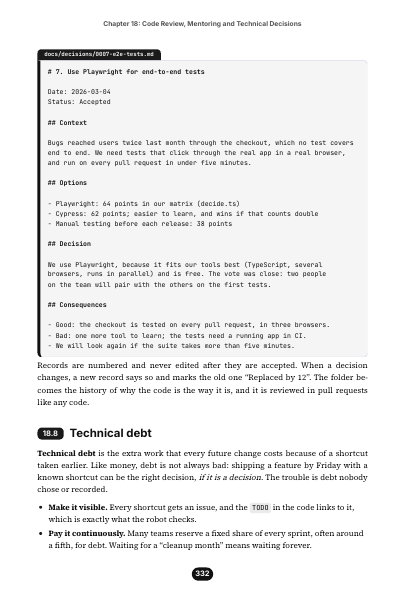 Chapter 18: Code Review, Mentoring and Technical Decisions
docs/decisions/0007-e2e-tests.md
# 7. Use Playwright for end-to-end tests
Date: 2026-03-04
Status: Accepted
## Context
Bugs reached users twice last month through the checkout, which no test covers
end to end. We need tests that click through the real app in a real browser,
and run on every pull request in under five minutes.
## Options
- Playwright: 64 points in our matrix (decide.ts)
- Cypress: 62 points; easier to learn, and wins if that counts double
- Manual testing before each release: 38 points
## Decision
We use Playwright, because it fits our tools best (TypeScript, several
browsers, runs in parallel) and is free. The vote was close: two people
on the team will pair with the others on the first tests.
## Consequences
- Good: the checkout is tested on every pull request, in three browsers.
- Bad: one more tool to learn; the tests need a running app in CI.
- We will look again if the suite takes more than five minutes.
Records are numbered and never edited after they are accepted. When a decision
changes, a new record says so and marks the old one “Replaced by 12”. The folder be-
comes the history of why the code is the way it is, and it is reviewed in pull requests
like any code.
18.8 Technical debt
Technical debt is the extra work that every future change costs because of a shortcut
taken earlier. Like money, debt is not always bad: shipping a feature by Friday with a
known shortcut can be the right decision, if it is a decision. The trouble is debt nobody
chose or recorded.
• Make it visible. Every shortcut gets an issue, and the TODO in the code links to it,
which is exactly what the robot checks.
• Pay it continuously. Many teams reserve a fixed share of every sprint, often around
a fifth, for debt. Waiting for a “cleanup month” means waiting forever.
332